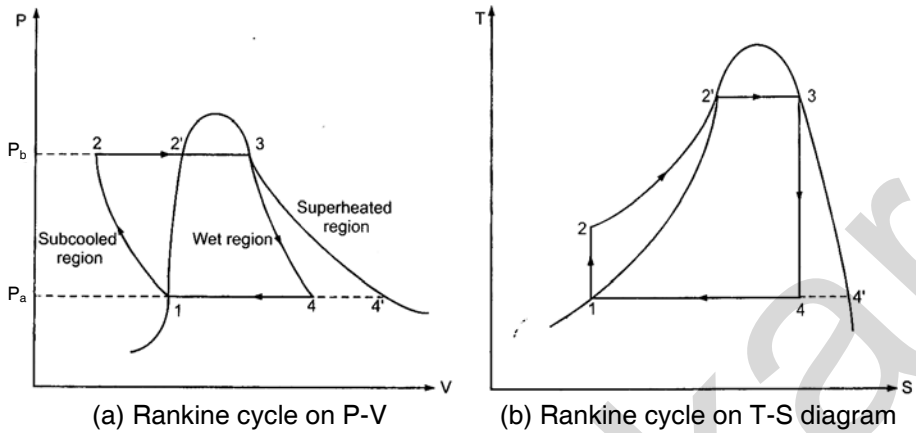 P
T
2'
3
2
2'
3
P_b
Superheated
region
Subcooled
region
Wet region
2
P_a
1
4
4'
1
4
4'
V
S
(a) Rankine cycle on P-V
(b) Rankine cycle on T-S diagram